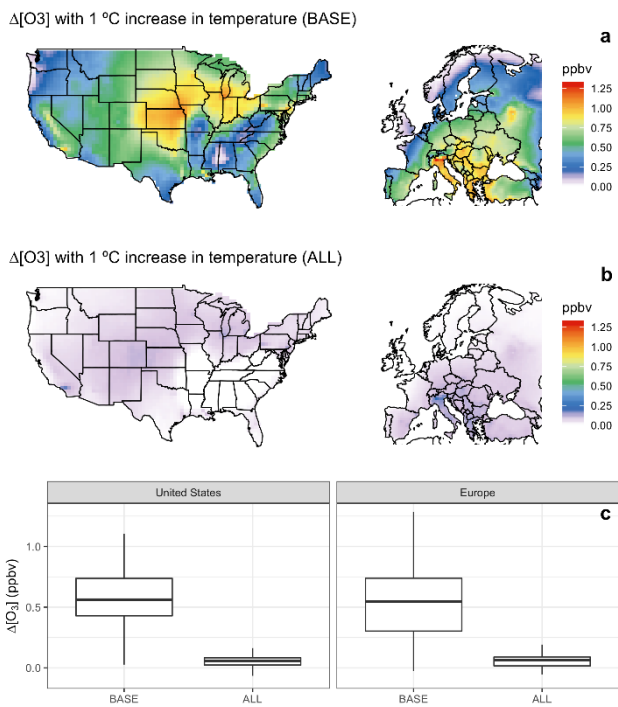 Δ[O3] with 1 ºC increase in temperature (BASE)
a
ppbv
1.25
1.00
0.75
0.50
0.25
0.00
Δ[O3] with 1 ºC increase in temperature (ALL)
b
ppbv
1.25
1.00
0.75
0.50
0.25
0.00
United States
Europe
c
Δ[O₃] (ppbv)
1.0
0.5
0.0
BASE
ALL
BASE
ALL